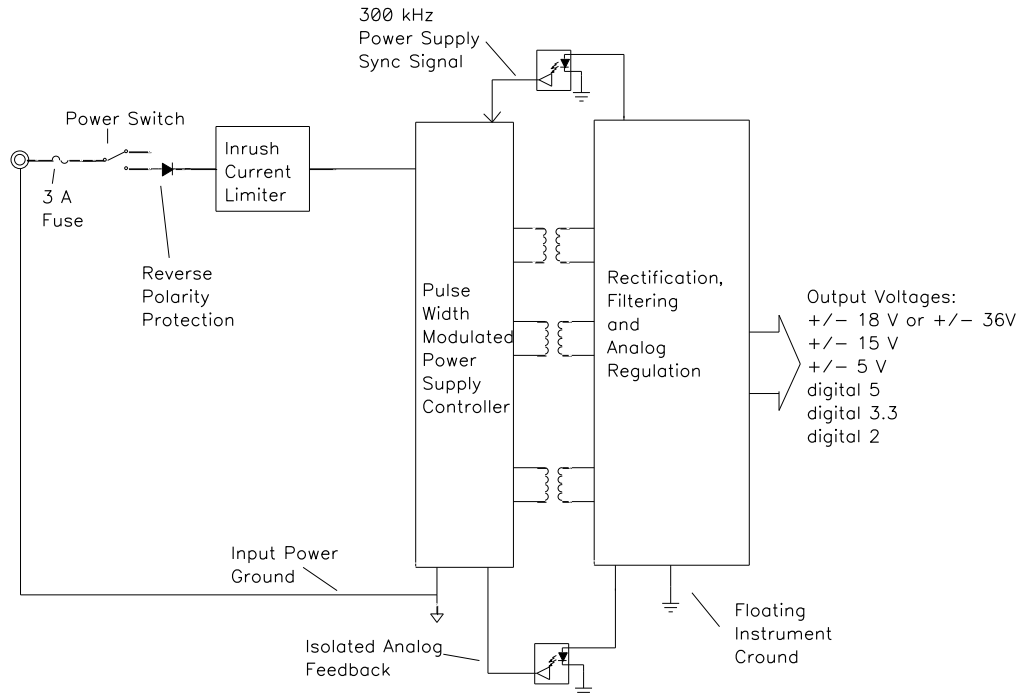 300 kHz
Power Supply
Sync Signal
Power Switch
3 A
Fuse
Inrush
Current
Limiter
Reverse
Polarity
Protection
Pulse
Width
Modulated
Power
Supply
Controller
Rectification,
Filtering
and
Analog
Regulation
Output Voltages:
+/- 18 V or +/- 36V
+/- 15 V
+/- 5 V
digital 5
digital 3.3
digital 2
Input Power
Ground
Isolated Analog
Feedback
Floating
Instrument
Cround